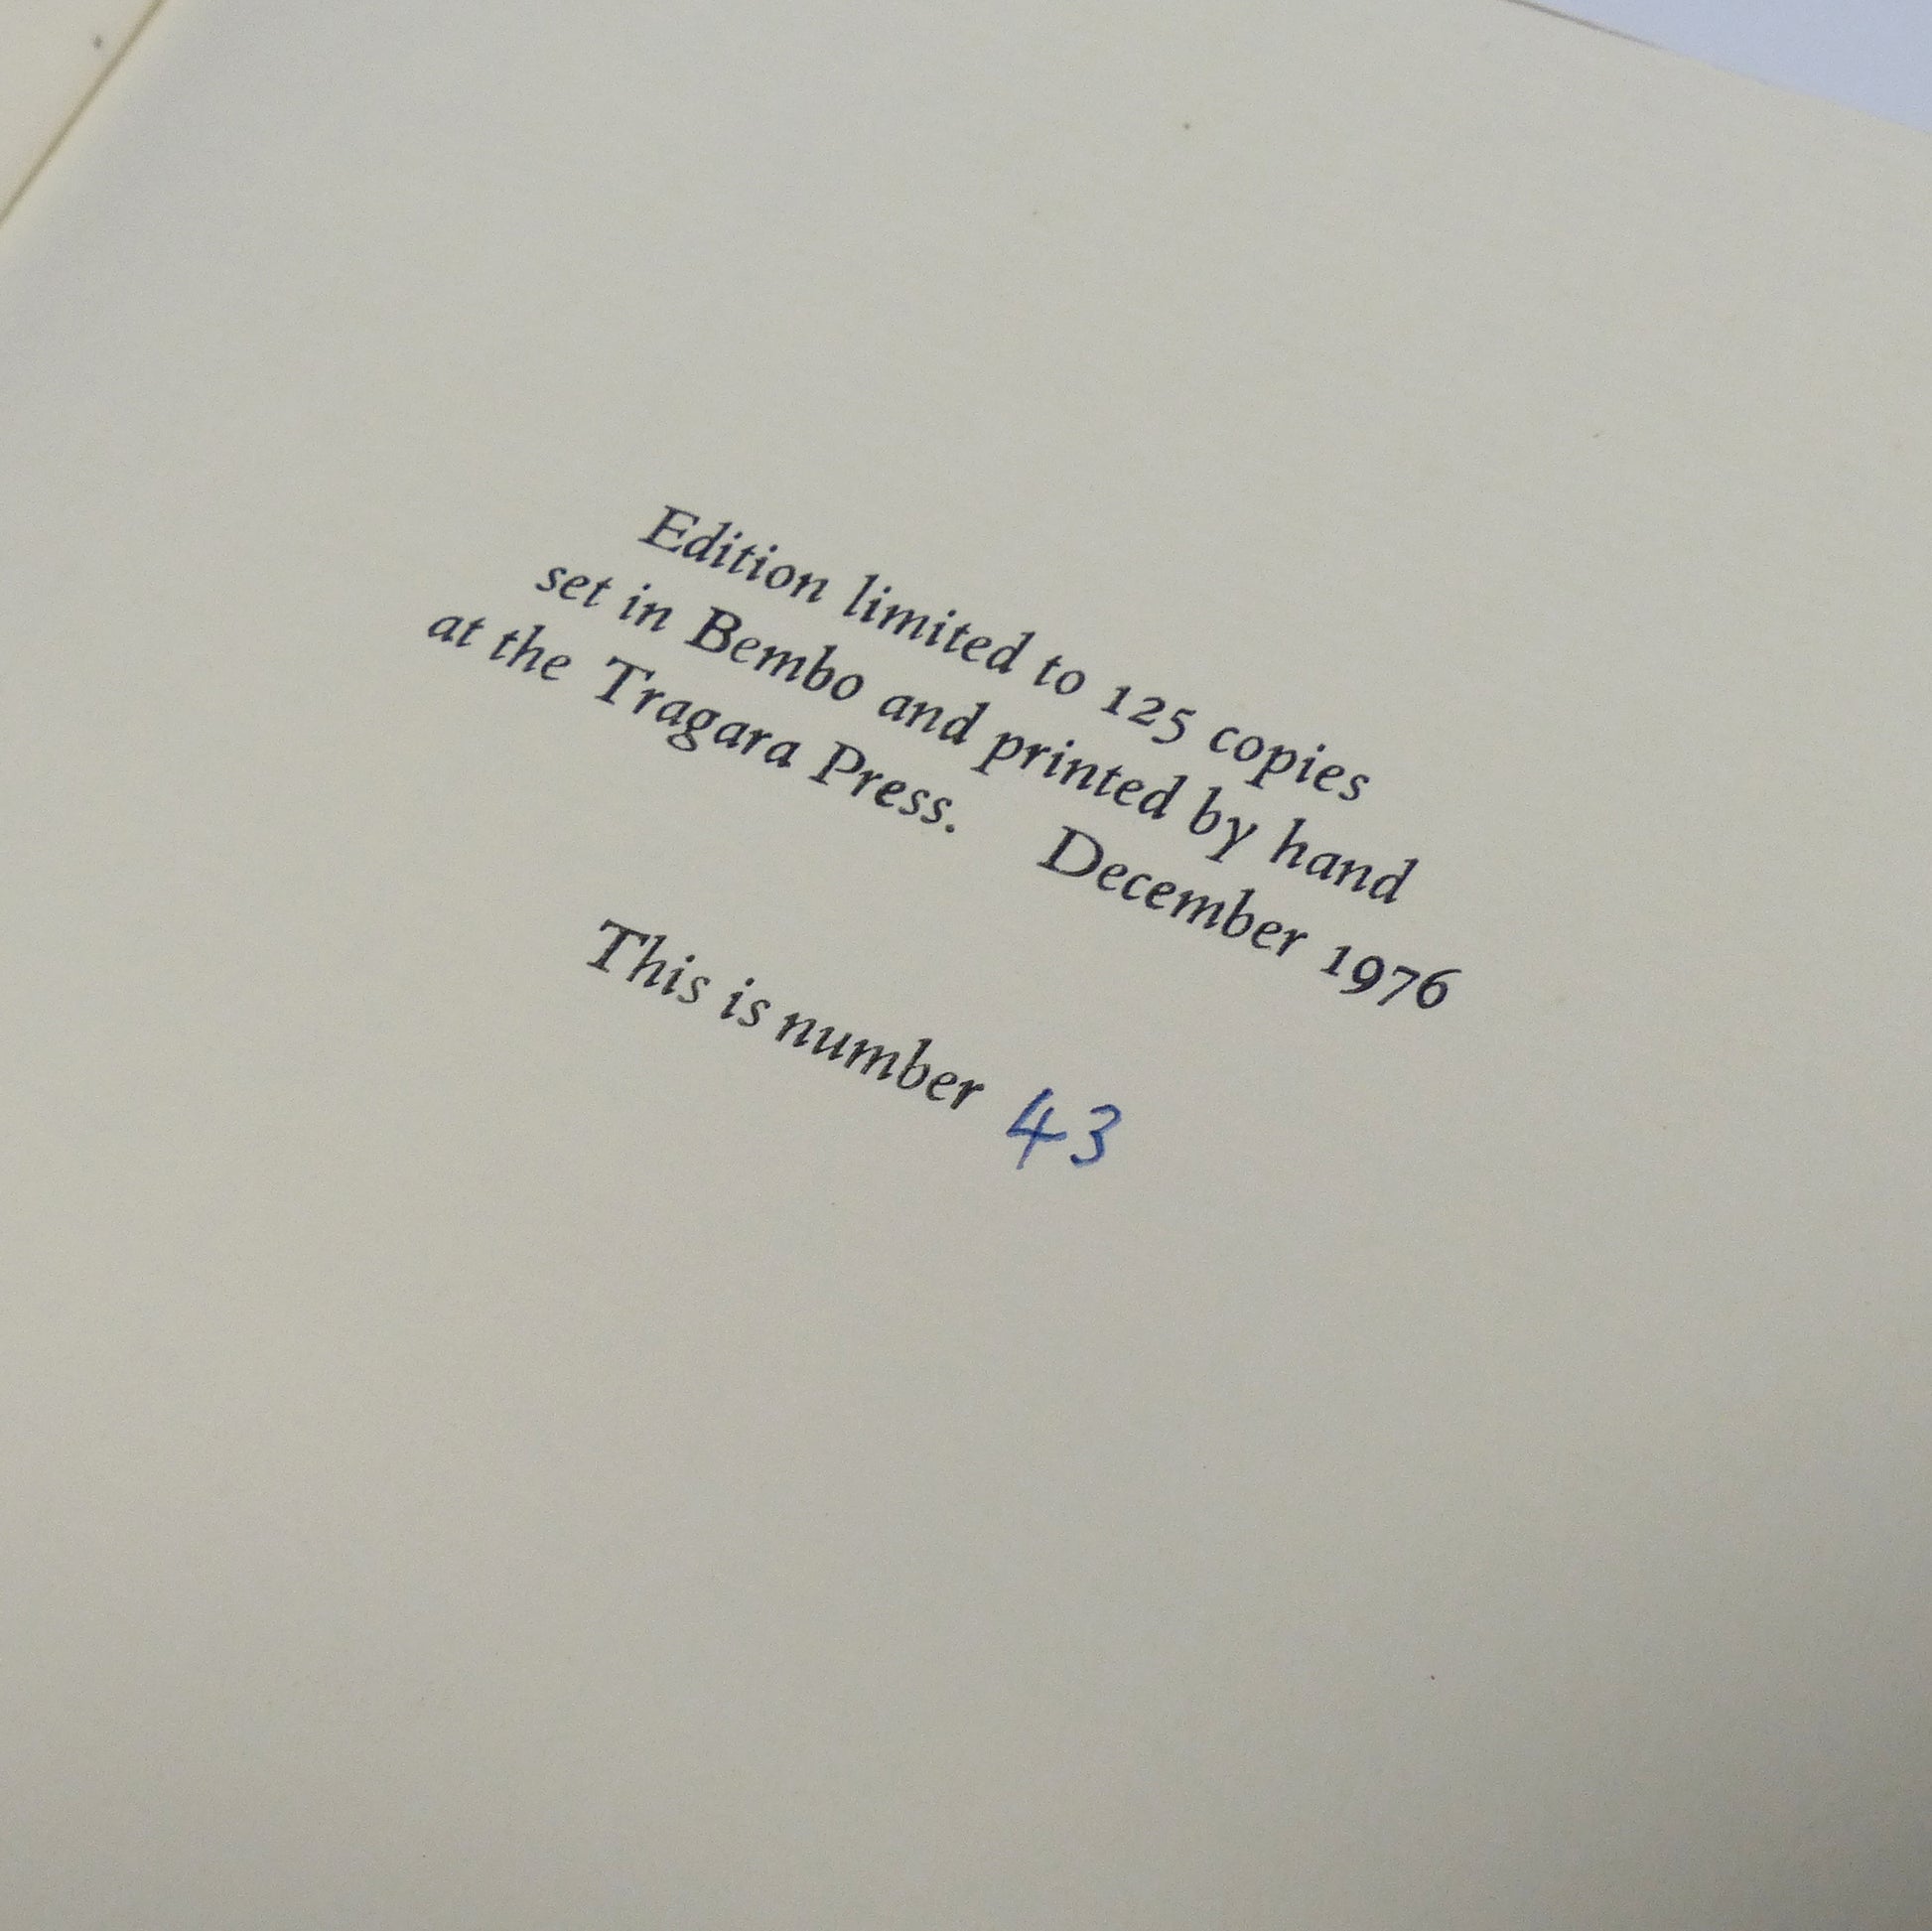 Edition limited to 125 copies
set in Bembo and printed by hand
at the Tragara Press. December 1976
This is number 43